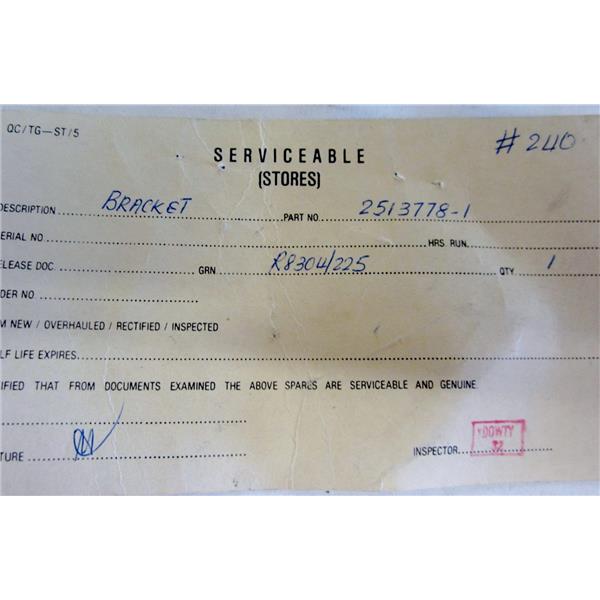 QC/TG-ST/5
# 240
SERVICEABLE
(STORES)
DESCRIPTION BRACKET PART NO. 2513778-1
ERIAL NO HRS RUN.
ELEASE DOC. GRN R8304/225 QTY 1
DER NO
M NEW / OVERHAULED / RECTIFIED / INSPECTED
LF LIFE EXPIRES
IFIED THAT FROM DOCUMENTS EXAMINED THE ABOVE SPARES ARE SERVICEABLE AND GENUINE.
TURE INSPECTOR DOWTY